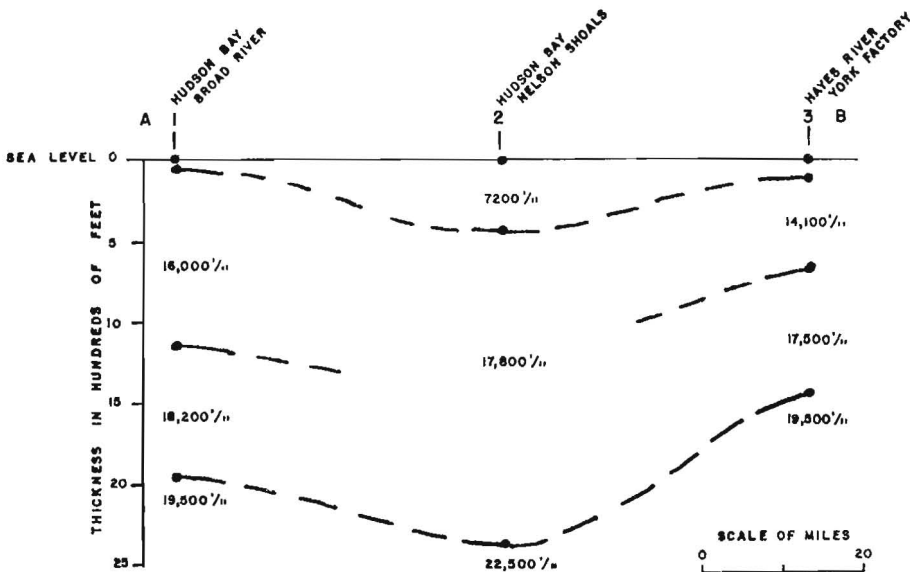 HUDSON BAY
BROAD RIVER
HUDSON BAY
NELSON SHOALS
HAYES RIVER
YORK FACTORY
A 1 2 3 B
SEA LEVEL 0
7200'/"
14,100'/"
5
16,000'/"
10
17,500'/"
17,800'/"
15
18,200'/"
19,500'/"
20
19,500'/"
22,500'/"
25
THICKNESS IN HUNDREDS OF FEET
SCALE OF MILES
0 20